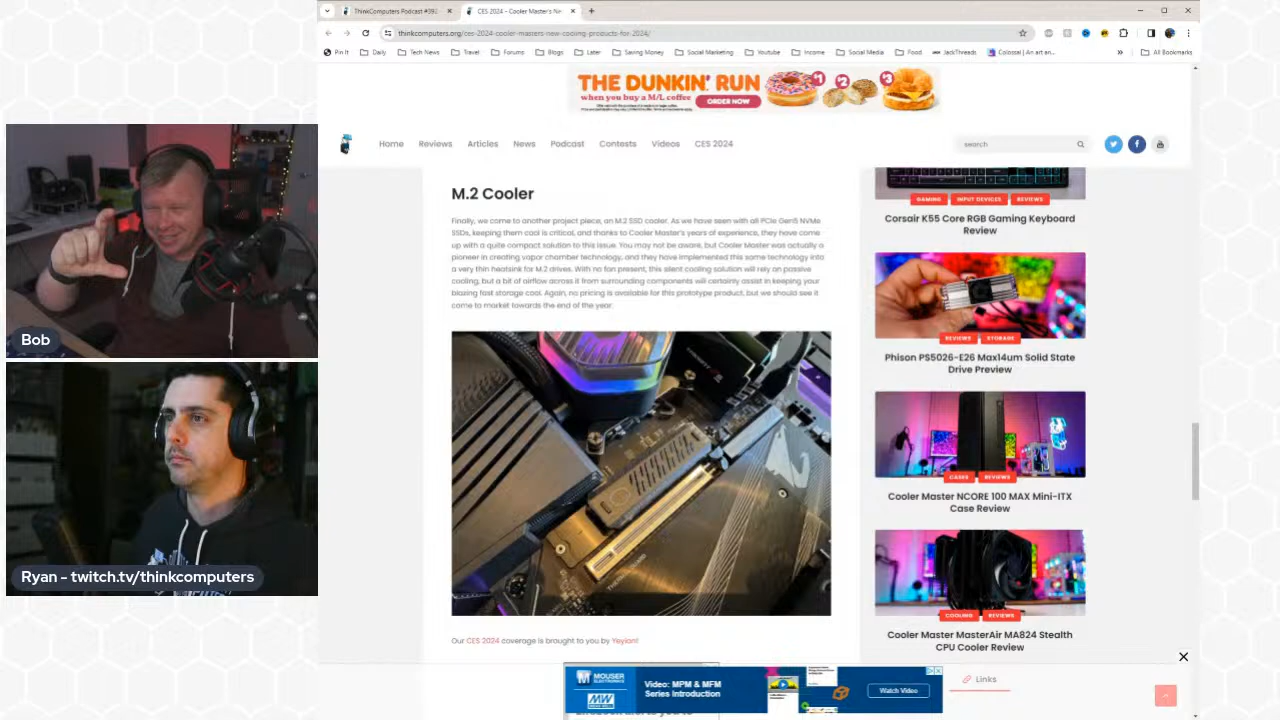 ThinkComputers Podcast #392
CES 2024 – Cooler Master's Ne
thinkcomputers.org/ces-2024-cooler-masters-new-cooling-products-for-2024/
Pin It
Daily
Tech News
Travel
Forums
Blogs
Later
Saving Money
Social Marketing
Youtube
Income
Social Media
Food
JackThreads
Colossal | An art an...
All Bookmarks
THE DUNKIN' RUN
when you buy a M/L coffee
ORDER NOW
$1
$2
$3
Home
Reviews
Articles
News
Podcast
Contests
Videos
CES 2024
search
M.2 Cooler
Finally, we come to another project piece, an M.2 SSD cooler. As we have seen with all PCIe Gen5 NVMe
SSDs, keeping them cool is critical, and thanks to Cooler Master's years of experience, they have come
up with a quite compact solution to this issue. You may not be aware, but Cooler Master was actually a
pioneer in creating vapor chamber technology, and they have implemented this same technology into
a very thin heatsink for M.2 drives. With no fan present, this silent cooling solution will rely on passive
cooling, but a bit of airflow across it from surrounding components will certainly assist in keeping your
blazing fast storage cool. Again, no pricing is available for this prototype product, but we should see it
come to market towards the end of the year.
Our CES 2024 coverage is brought to you by Yeyian!
GAMING
INPUT DEVICES
REVIEWS
Corsair K55 Core RGB Gaming Keyboard
Review
REVIEWS
STORAGE
Phison PS5026-E26 Max14um Solid State
Drive Preview
CASES
REVIEWS
Cooler Master NCORE 100 MAX Mini-ITX
Case Review
COOLING
REVIEWS
Cooler Master MasterAir MA824 Stealth
CPU Cooler Review
Links
MOUSER
ELECTRONICS
MW
MEAN WELL
Video: MPM & MFM
Series Introduction
Watch Video
Bob
Ryan - twitch.tv/thinkcomputers